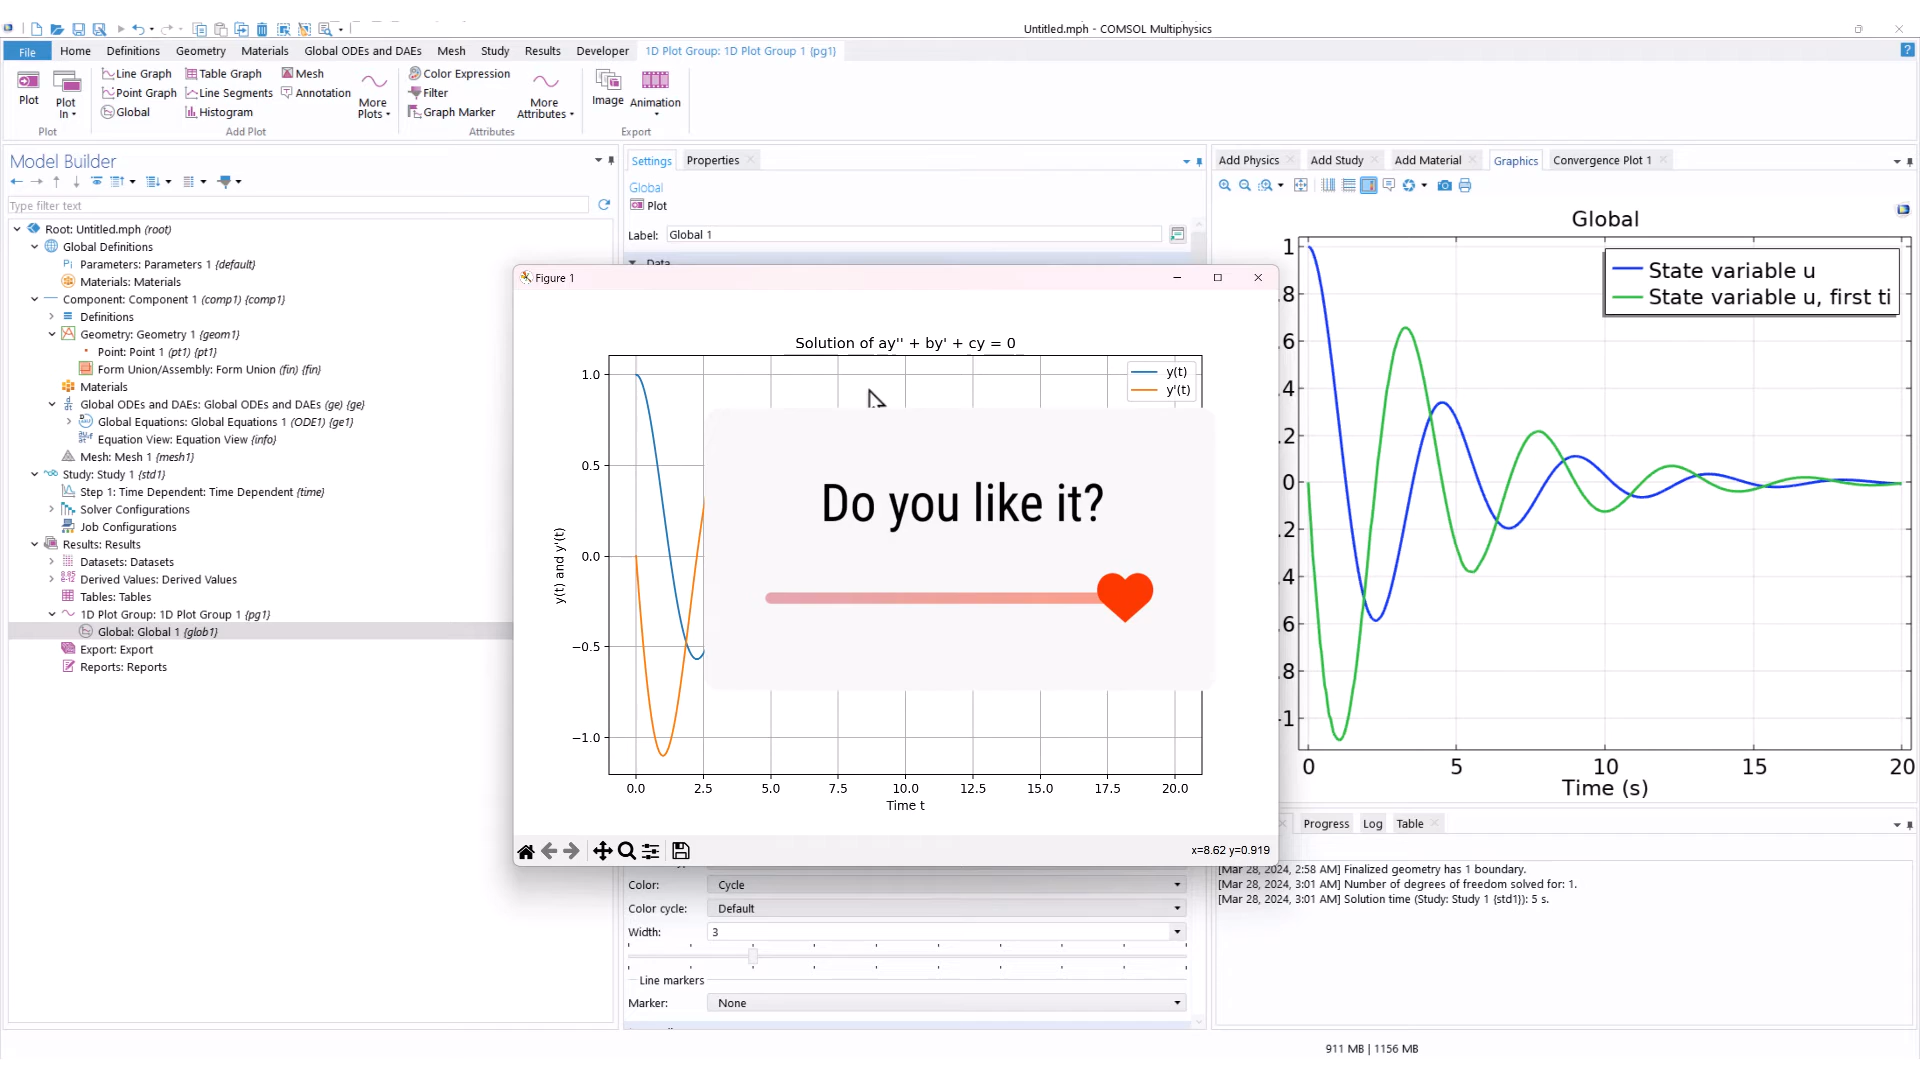 Untitled.mph - COMSOL Multiphysics
File Home Definitions Geometry Materials Global ODEs and DAEs Mesh Study Results Developer 1D Plot Group: 1D Plot Group 1 (pg1)
Line Graph Table Graph Mesh Color Expression
Plot Plot In Point Graph Line Segments Annotation More Plots Filter More Attributes Image Animation
Global Histogram Graph Marker
Plot Add Plot Attributes Export
Model Builder
Type filter text
Root: Untitled.mph (root)
Global Definitions
Parameters: Parameters 1 {default}
Materials: Materials
Component: Component 1 (comp1) {comp1}
Definitions
Geometry: Geometry 1 {geom1}
Point: Point 1 (pt1) {pt1}
Form Union/Assembly: Form Union (fin) {fin}
Materials
Global ODEs and DAEs: Global ODEs and DAEs (ge) {ge}
Global Equations: Global Equations 1 (ODE1) {ge1}
Equation View: Equation View {info}
Mesh: Mesh 1 {mesh1}
Study: Study 1 {std1}
Step 1: Time Dependent: Time Dependent {time}
Solver Configurations
Job Configurations
Results: Results
Datasets: Datasets
Derived Values: Derived Values
Tables: Tables
1D Plot Group: 1D Plot Group 1 {pg1}
Global: Global 1 {glob1}
Export: Export
Reports: Reports
Settings Properties
Global
Plot
Label: Global 1
Data
Figure 1
Solution of ay'' + by' + cy = 0
y(t)
y'(t)
y(t) and y'(t)
1.0
0.5
0.0
−0.5
−1.0
0.0 2.5 5.0 7.5 10.0 12.5 15.0 17.5 20.0
Time t
x=8.62 y=0.919
Do you like it?
Color: Cycle
Color cycle: Default
Width: 3
Line markers
Marker: None
Add Physics Add Study Add Material Graphics Convergence Plot 1
Global
State variable u
State variable u, first ti
1
.8
.6
.4
.2
0
.2
.4
.6
.8
-1
0 5 10 15 20
Time (s)
Progress Log Table
[Mar 28, 2024, 2:58 AM] Finalized geometry has 1 boundary.
[Mar 28, 2024, 3:01 AM] Number of degrees of freedom solved for: 1.
[Mar 28, 2024, 3:01 AM] Solution time (Study: Study 1 {std1}): 5 s.
911 MB | 1156 MB